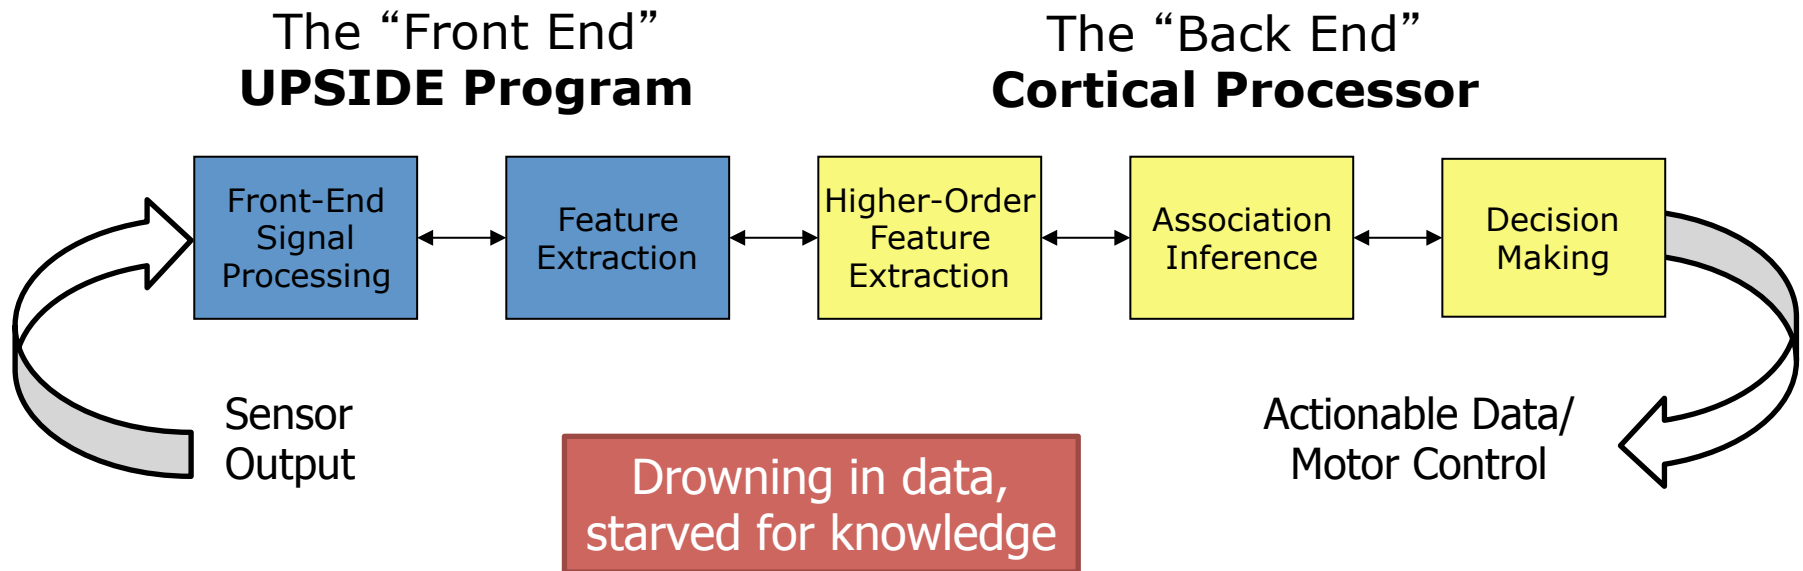 The “Front End”
UPSIDE Program
The “Back End”
Cortical Processor
Front-End
Signal
Processing
Feature
Extraction
Higher-Order
Feature
Extraction
Association
Inference
Decision
Making
Sensor
Output
Drowning in data,
starved for knowledge
Actionable Data/
Motor Control